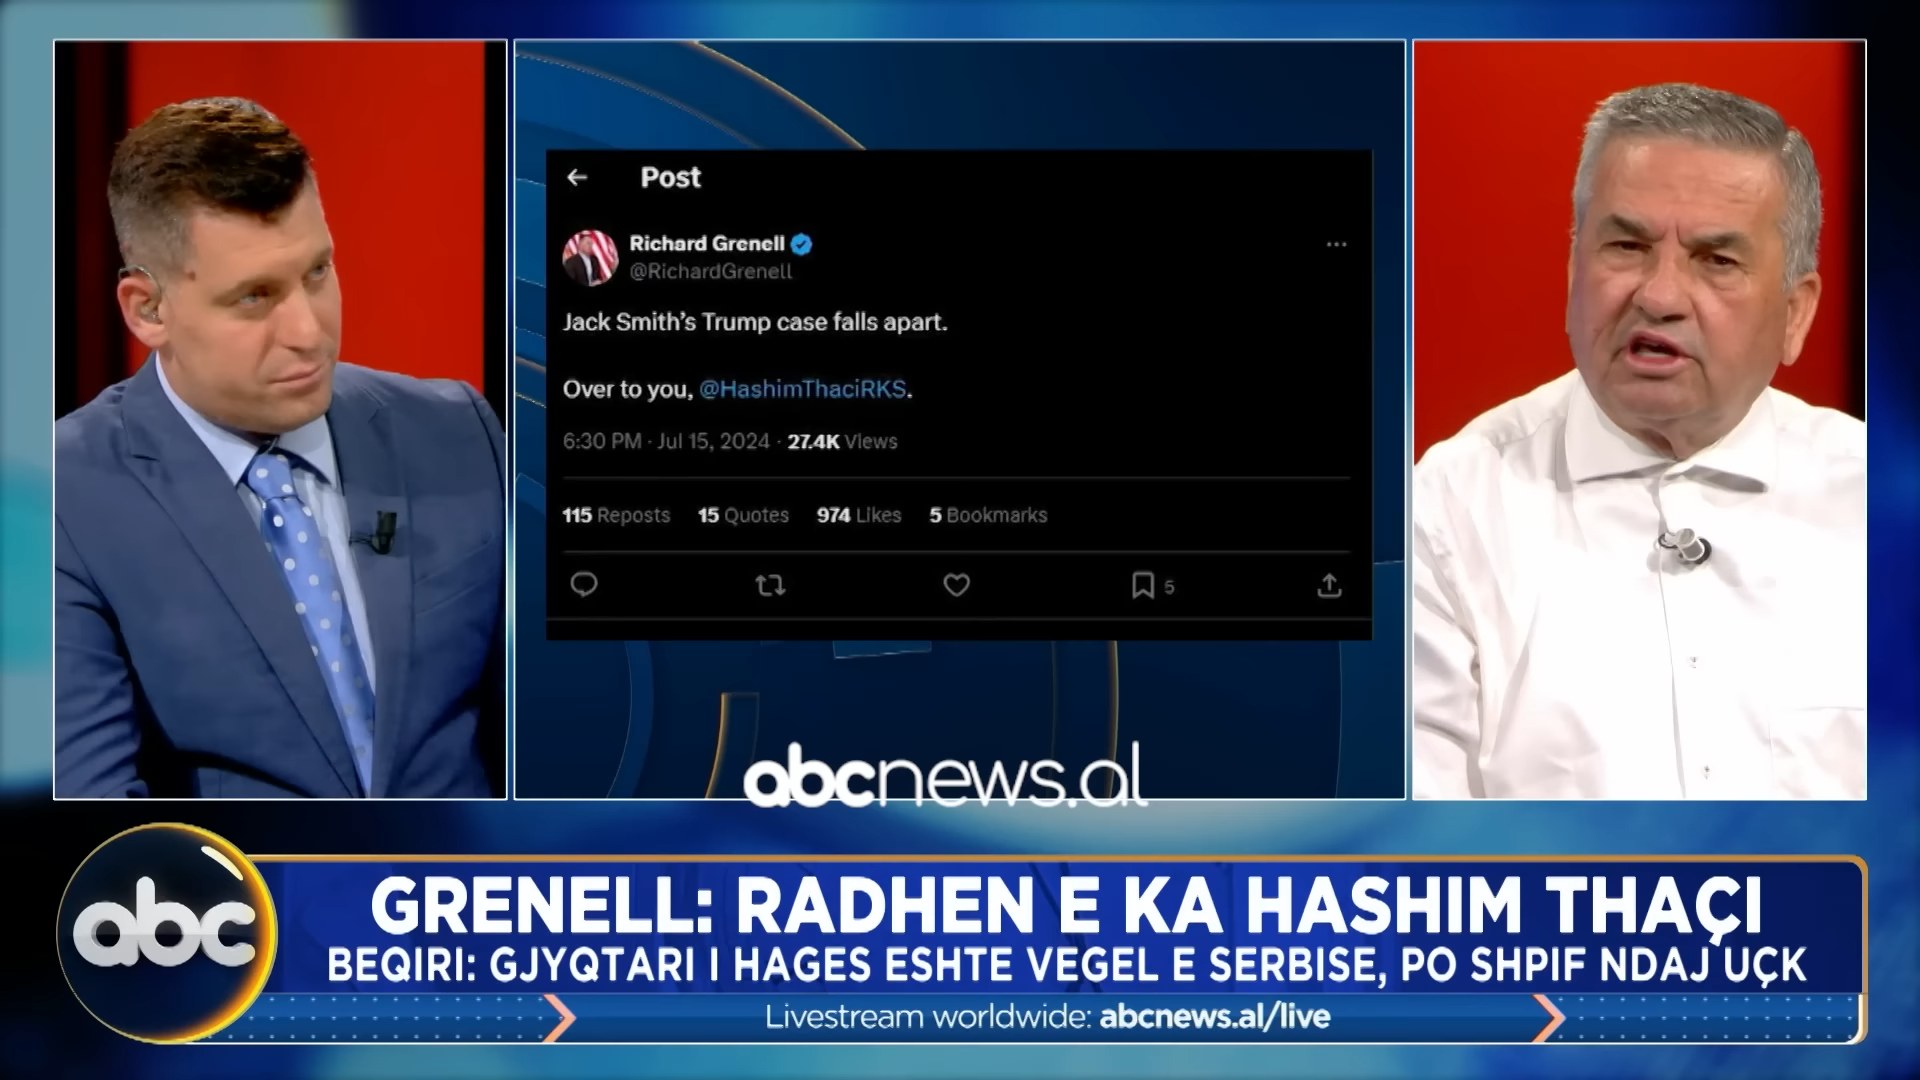 Post
Richard Grenell
@RichardGrenell
Jack Smith's Trump case falls apart.
Over to you, @HashimThaciRKS.
6:30 PM · Jul 15, 2024 · 27.4K Views
115 Reposts 15 Quotes 974 Likes 5 Bookmarks
5
abcnews.al
abc
GRENELL: RADHEN E KA HASHIM THAÇI
BEQIRI: GJYQTARI I HAGES ESHTE VEGEL E SERBISE, PO SHPIF NDAJ UÇK
Livestream worldwide: abcnews.al/live